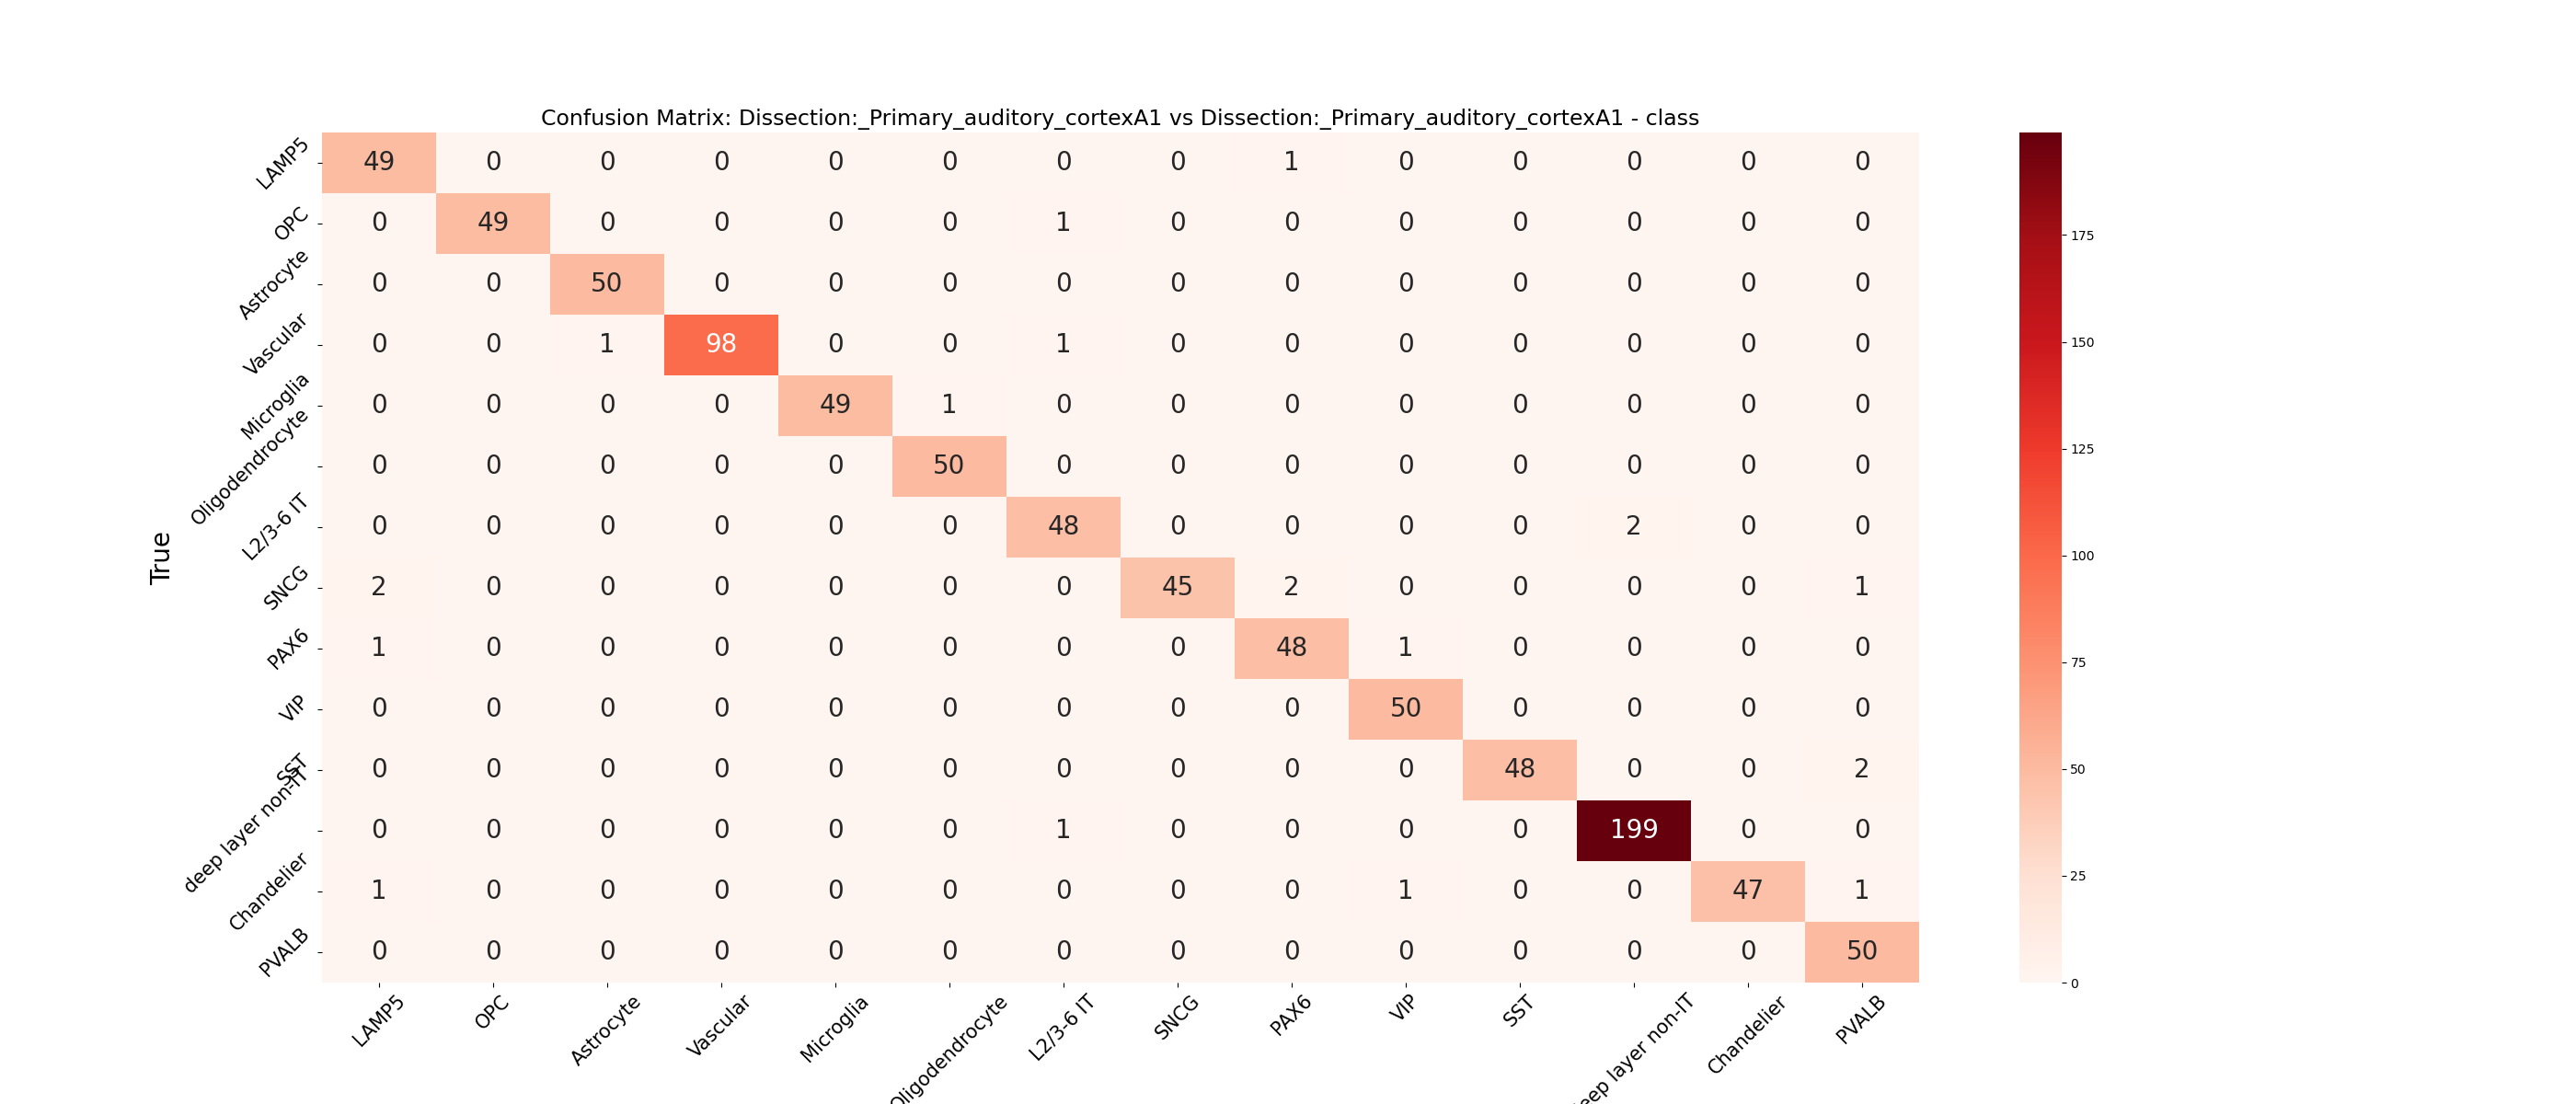 Confusion Matrix: Dissection:_Primary_auditory_cortexA1 vs Dissection:_Primary_auditory_cortexA1 - class
LAMP5 49 0 0 0 0 0 0 0 1 0 0 0 0 0
OPC 0 49 0 0 0 0 1 0 0 0 0 0 0 0
Astrocyte 0 0 50 0 0 0 0 0 0 0 0 0 0 0
Vascular 0 0 1 98 0 0 1 0 0 0 0 0 0 0
Microglia 0 0 0 0 49 1 0 0 0 0 0 0 0 0
Oligodendrocyte 0 0 0 0 0 50 0 0 0 0 0 0 0 0
L2/3-6 IT 0 0 0 0 0 0 48 0 0 0 0 2 0 0
SNCG 2 0 0 0 0 0 0 45 2 0 0 0 0 1
PAX6 1 0 0 0 0 0 0 0 48 1 0 0 0 0
VIP 0 0 0 0 0 0 0 0 0 50 0 0 0 0
SST 0 0 0 0 0 0 0 0 0 0 48 0 0 2
deep layer non-IT 0 0 0 0 0 0 1 0 0 0 0 199 0 0
Chandelier 1 0 0 0 0 0 0 0 0 1 0 0 47 1
PVALB 0 0 0 0 0 0 0 0 0 0 0 0 0 50
True
LAMP5 OPC Astrocyte Vascular Microglia Oligodendrocyte L2/3-6 IT SNCG PAX6 VIP SST eep layer non-IT Chandelier PVALB
175
150
125
100
75
50
25
0